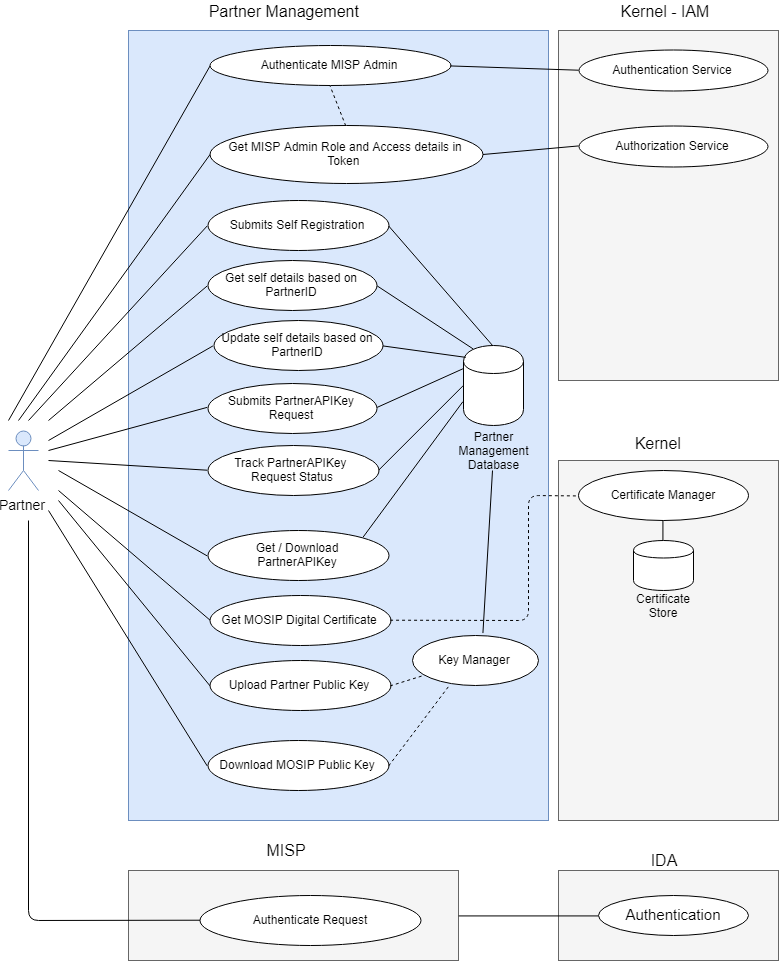 Partner Management
Kernel - IAM
Authenticate MISP Admin
Authentication Service
Get MISP Admin Role and Access details in
Token
Authorization Service
Submits Self Registration
Get self details based on
PartnerID
Update self details based on
PartnerID
Submits PartnerAPIKey
Request
Partner
Management
Database
Kernel
Track PartnerAPIKey
Request Status
Partner
Certificate Manager
Get / Download
PartnerAPIKey
Certificate
Store
Get MOSIP Digital Certificate
Key Manager
Upload Partner Public Key
Download MOSIP Public Key
MISP
IDA
Authenticate Request
Authentication